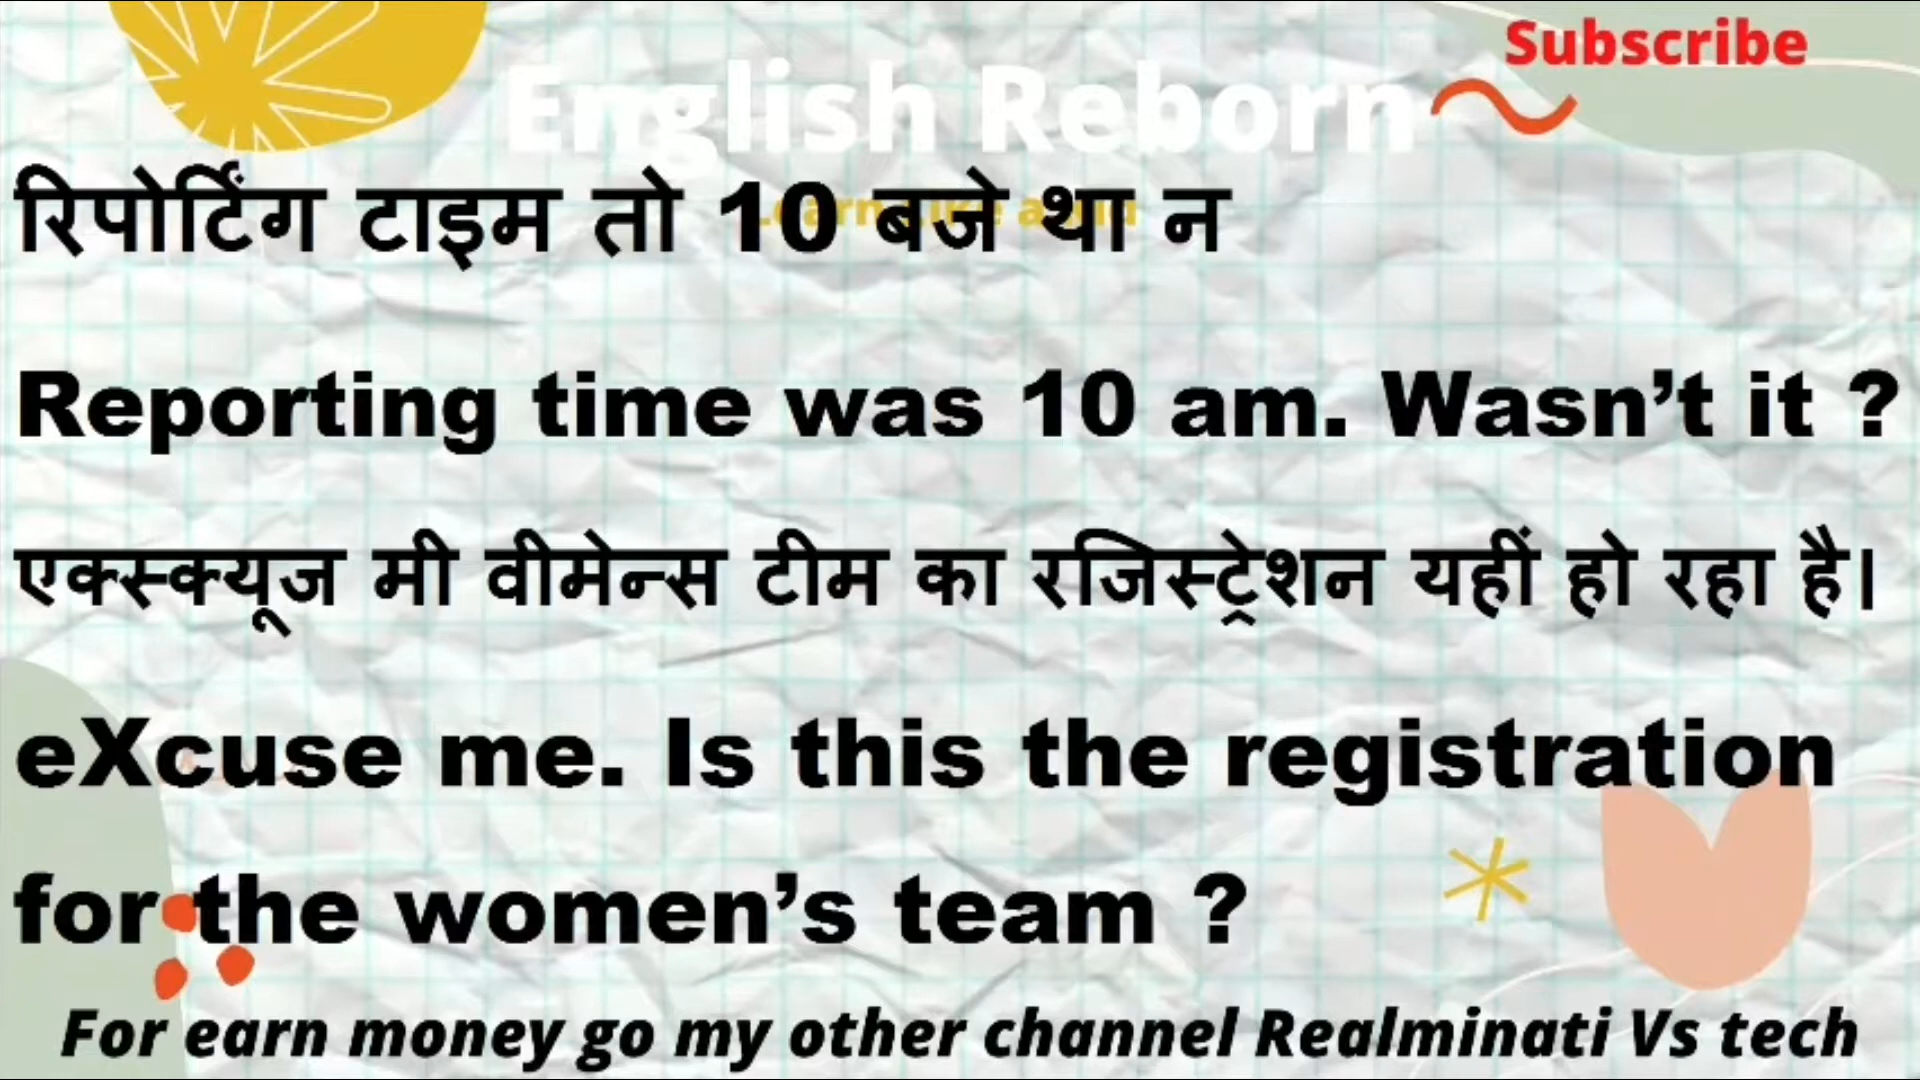 Subscribe
English Reborn
रिपोर्टिंग टाइम तो 10 बजे था न
Reporting time was 10 am. Wasn't it ?
एक्स्क्यूज मी वीमेन्स टीम का रजिस्ट्रेशन यहीं हो रहा है।
eXcuse me. Is this the registration
for the women's team ?
For earn money go my other channel Realminati Vs tech